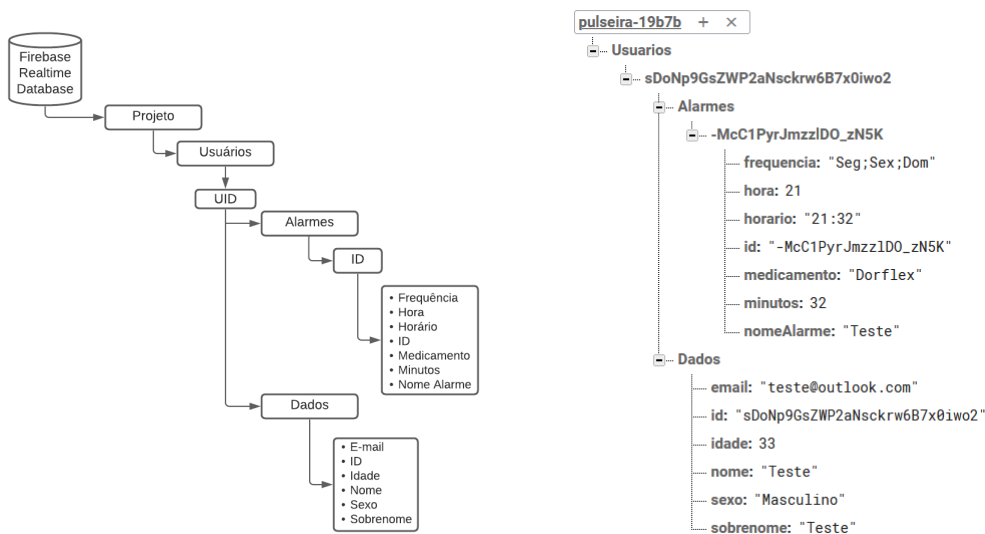 Firebase
Realtime
Database
Projeto
Usuários
UID
Alarmes
ID
• Frequência
• Hora
• Horário
• ID
• Medicamento
• Minutos
• Nome Alarme
Dados
• E-mail
• ID
• Idade
• Nome
• Sexo
• Sobrenome
pulseira-19b7b + ×
Usuarios
sDoNp9GsZWP2aNsckrw6B7x0iwo2
Alarmes
-McC1PyrJmzzlDO_zN5K
frequencia: "Seg;Sex;Dom"
hora: 21
horario: "21:32"
id: "-McC1PyrJmzzlDO_zN5K"
medicamento: "Dorflex"
minutos: 32
nomeAlarme: "Teste"
Dados
email: "teste@outlook.com"
id: "sDoNp9GsZWP2aNsckrw6B7x0iwo2"
idade: 33
nome: "Teste"
sexo: "Masculino"
sobrenome: "Teste"